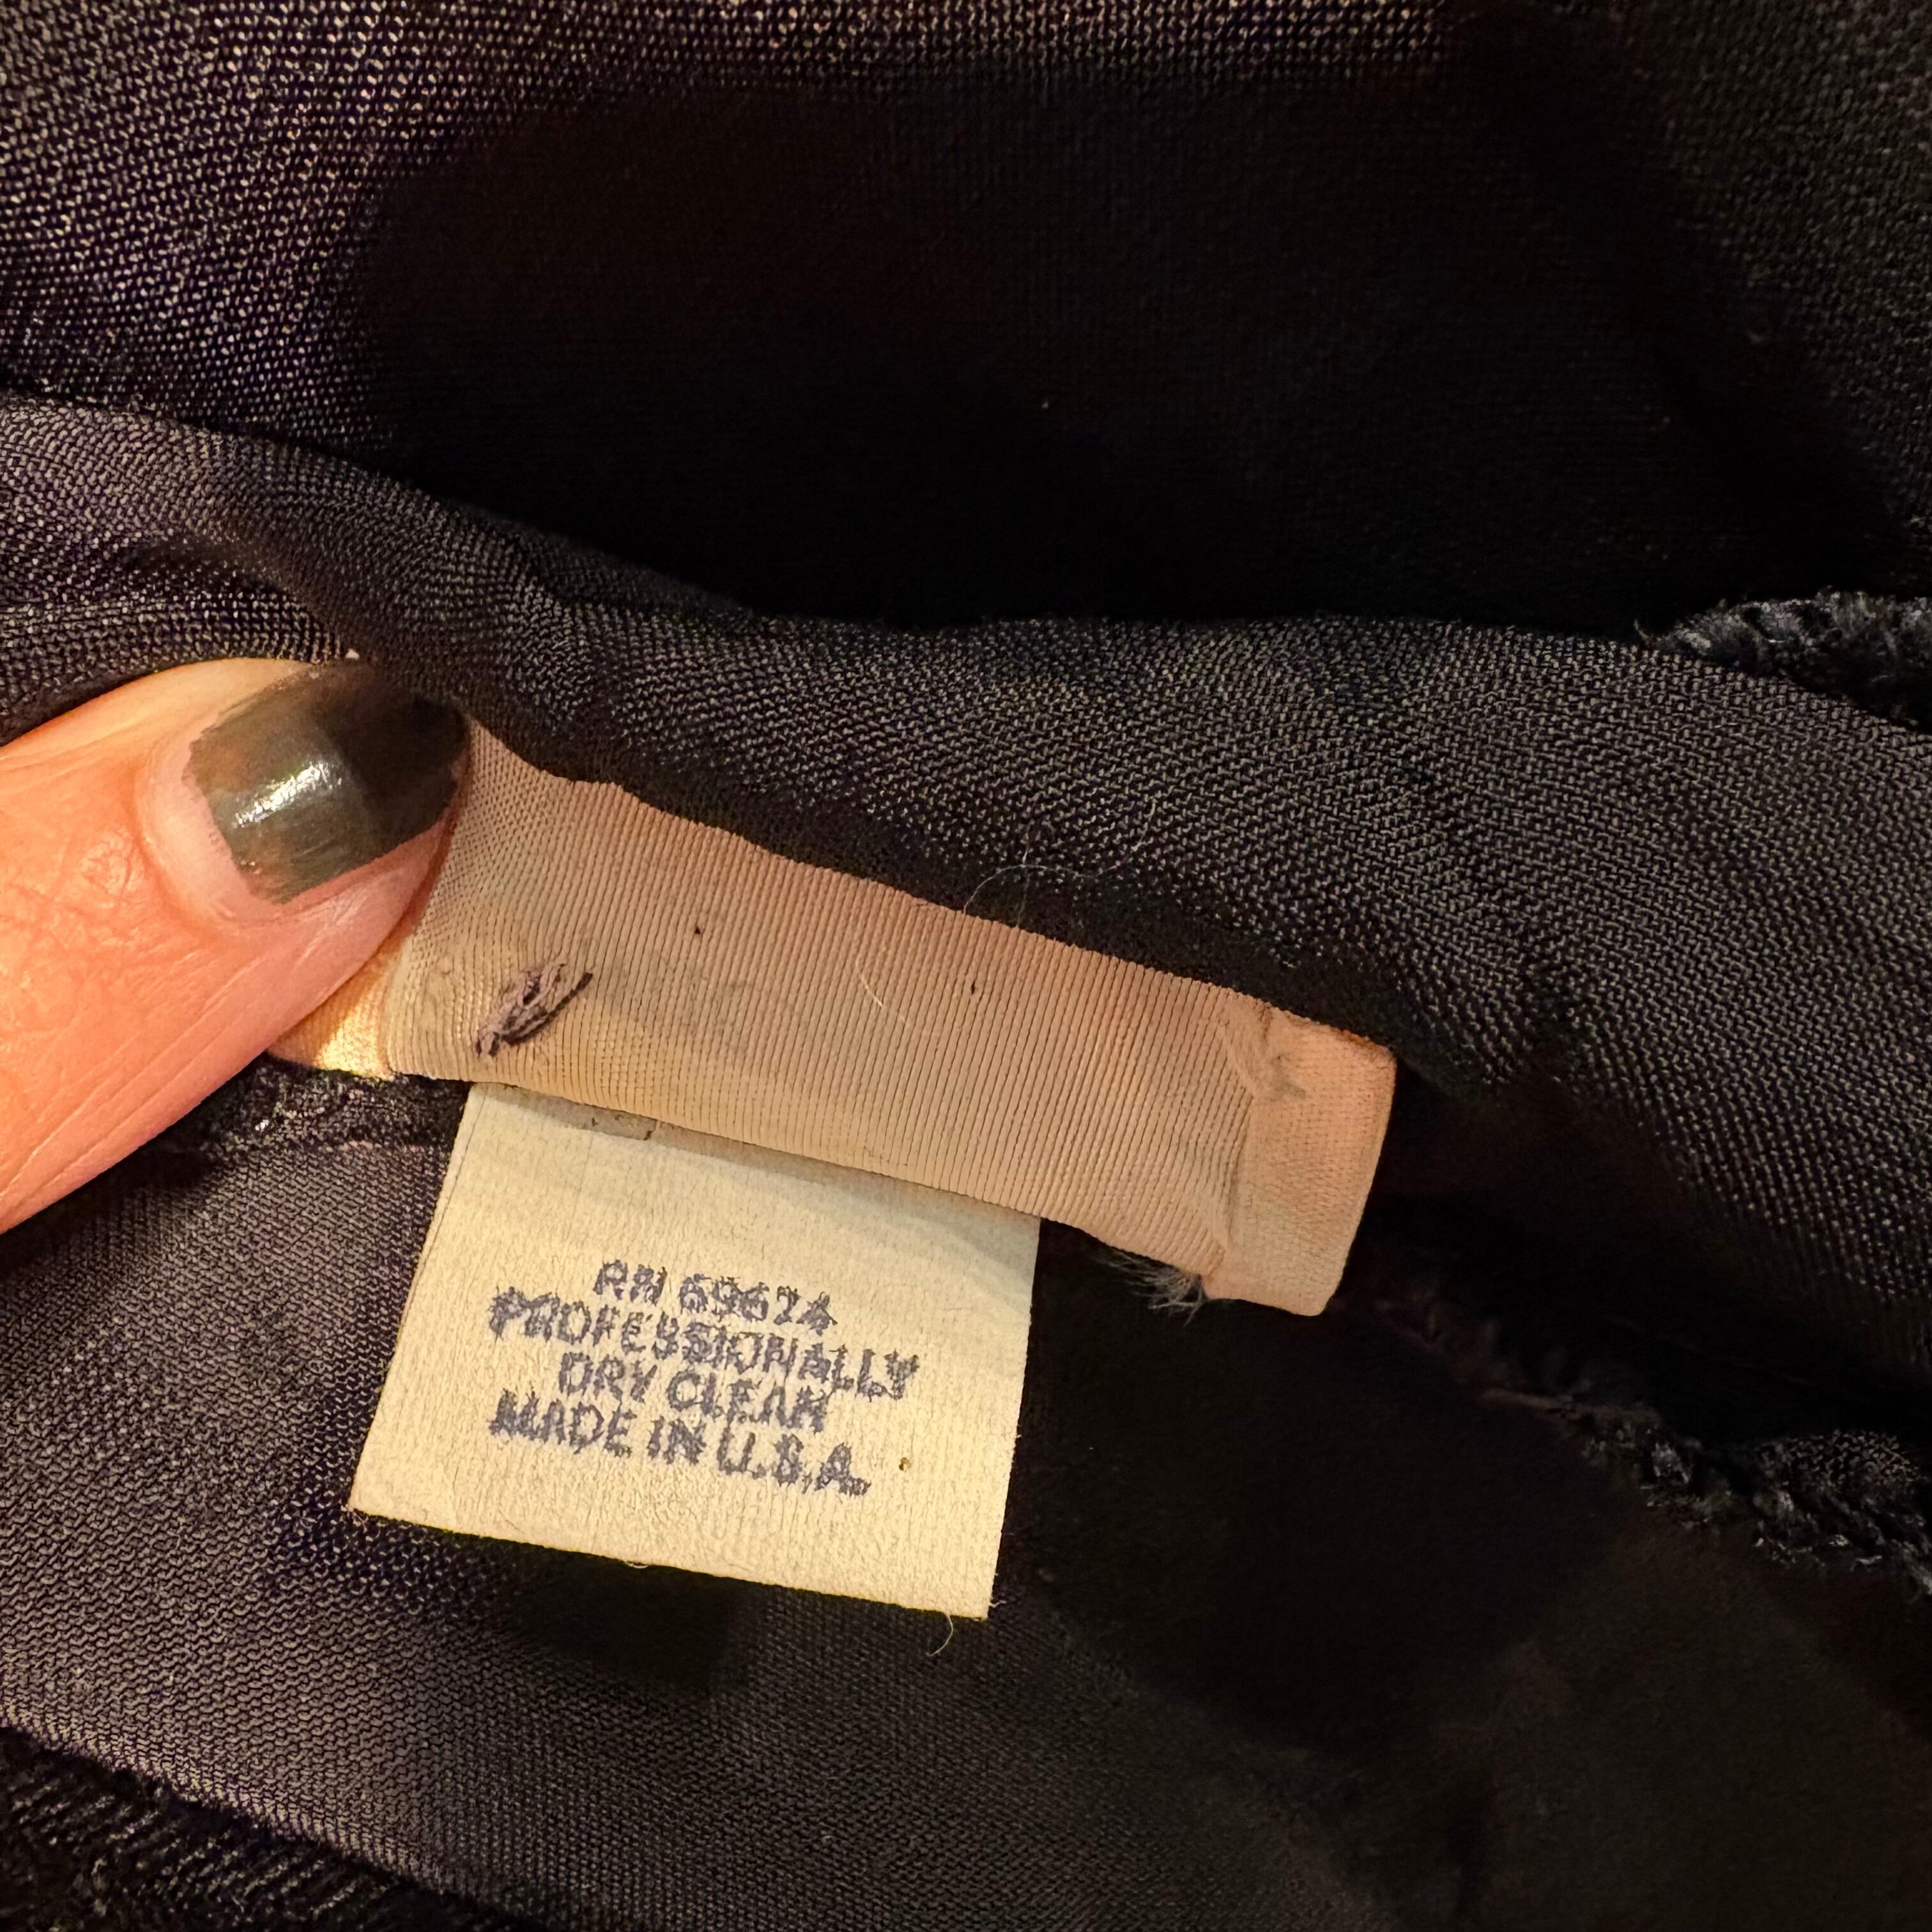 RN 69624
PROFESSIONALLY
DRY CLEAN
MADE IN U.S.A.